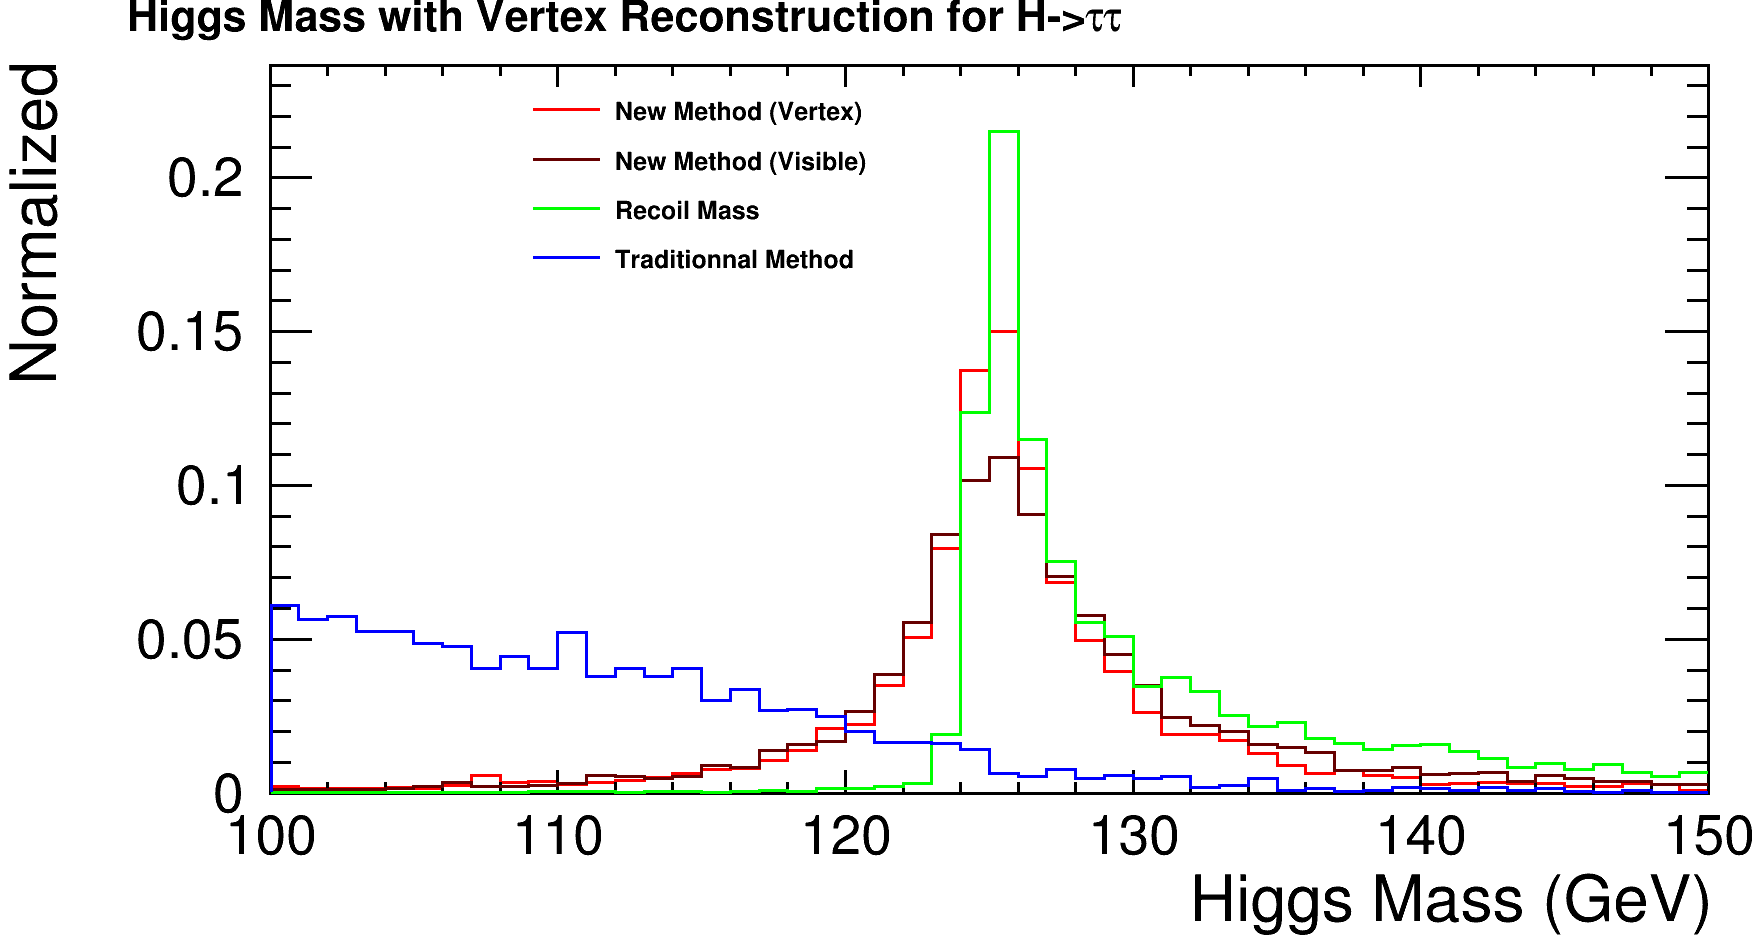 Higgs Mass with Vertex Reconstruction for H->ττ
Normalized
New Method (Vertex)
New Method (Visible)
Recoil Mass
Traditionnal Method
0.2
0.15
0.1
0.05
0
100 110 120 130 140 150
Higgs Mass (GeV)